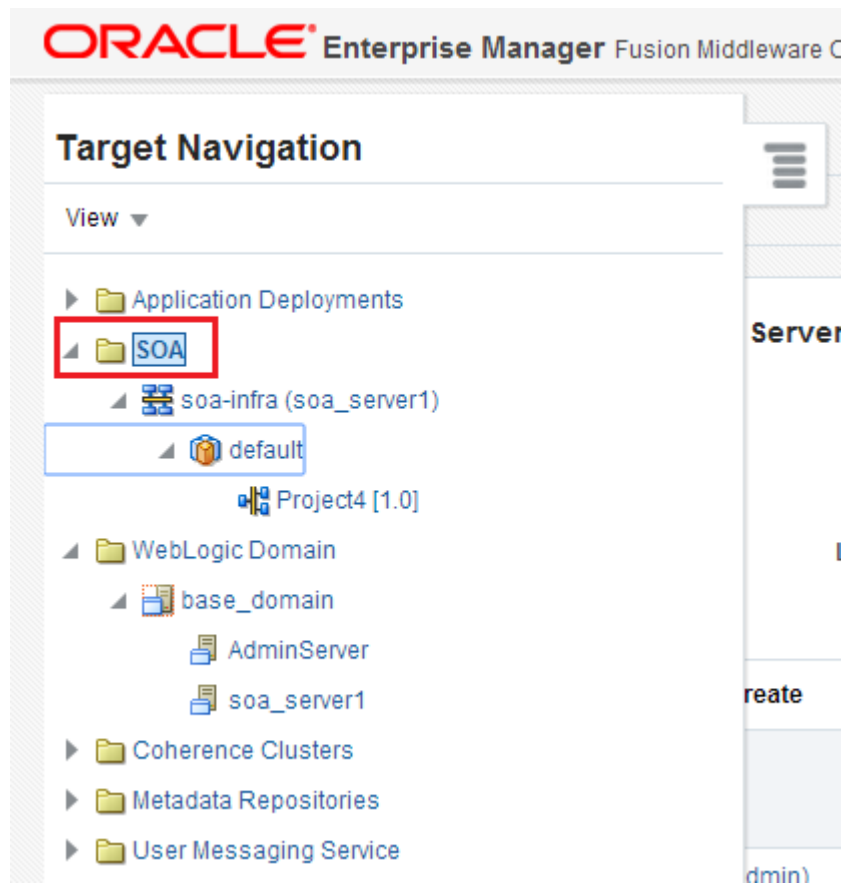 ORACLE Enterprise Manager Fusion Middleware
Target Navigation
View
Application Deployments
SOA
Server
soa-infra (soa_server1)
default
Project4 [1.0]
WebLogic Domain
base_domain
AdminServer
soa_server1
reate
Coherence Clusters
Metadata Repositories
User Messaging Service
dmin)